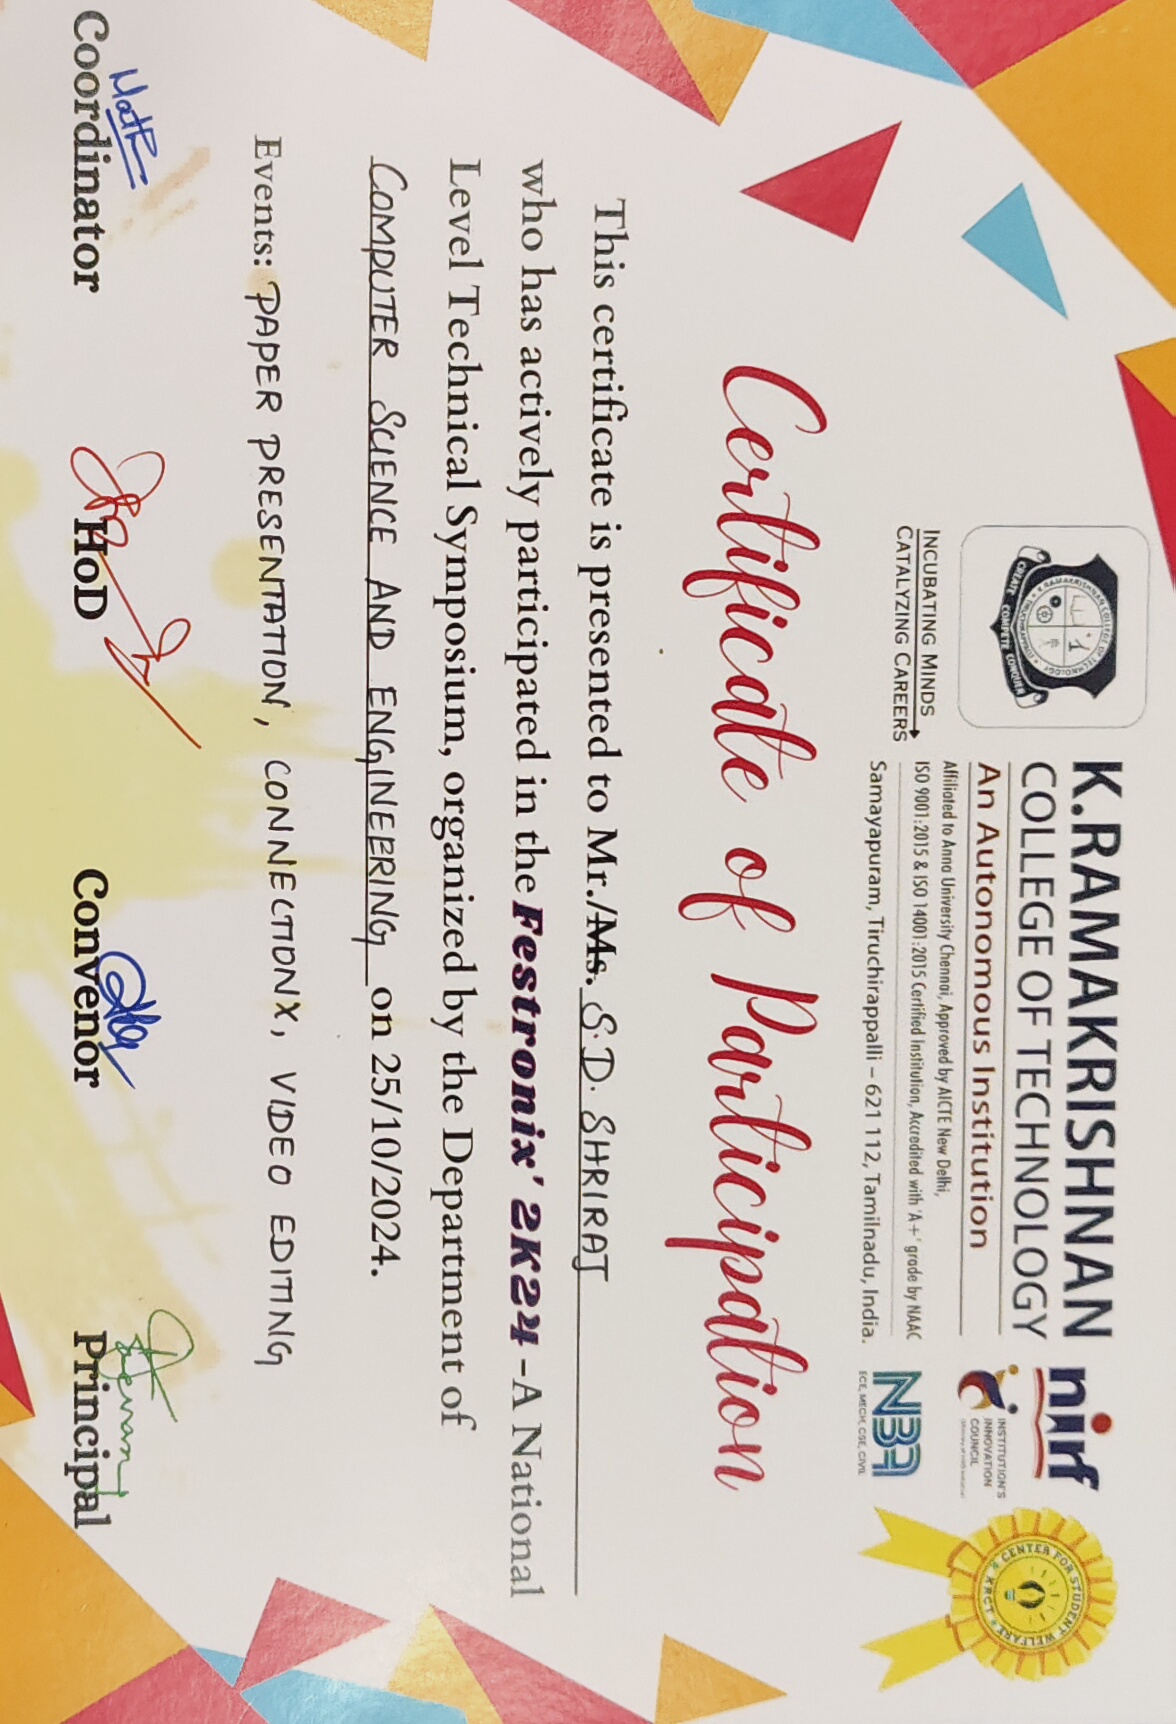 K.RAMAKRISHNAN
COLLEGE OF TECHNOLOGY
An Autonomous Institution
Affiliated to Anna University Chennai, Approved by AICTE New Delhi,
ISO 9001:2015 & ISO 14001:2015 Certified Institution, Accredited with 'A+' grade by NAAC
Samayapuram, Tiruchirappalli – 621 112, Tamilnadu, India.
K. RAMAKRISHNAN COLLEGE OF TECHNOLOGY
TIRUCHIRAPPALLI
CREATE COMPETE CONQUER
INCUBATING MINDS
CATALYZING CAREERS
nirf
INSTITUTION'S
INNOVATION
COUNCIL
NBA
ECE, MECH, CSE, CIVIL
CENTER FOR STUDENT WELFARE
KRCT
Certificate of Participation
This certificate is presented to Mr./Ms. S.D. SHRIRAJ
who has actively participated in the Festronix' 2K24 -A National
Level Technical Symposium, organized by the Department of
COMPUTER SCIENCE AND ENGINEERING on 25/10/2024.
Events: PAPER PRESENTATION, CONNECTIONX, VIDEO EDITING
Coordinator HoD Convenor Principal